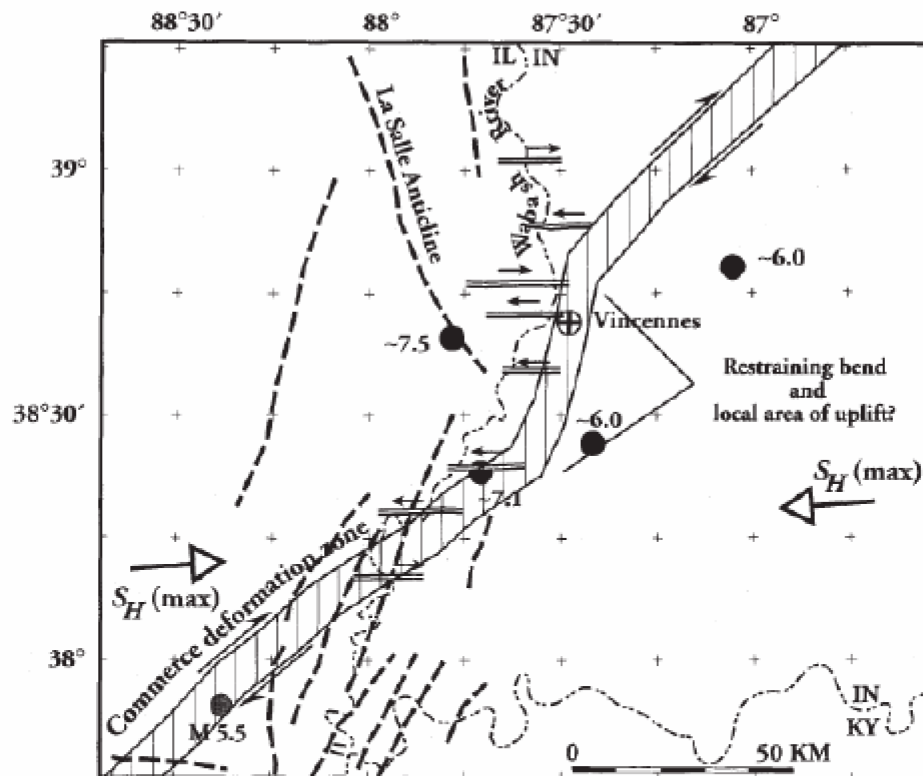 88°30′ 88° 87°30′ 87°
IL IN
River
La Salle Anticline
39°
Wabash
~6.0
Vincennes
~7.5
Restraining bend
and
local area of uplift?
38°30′
~6.0
S_H (max)
~7.1
Commerce deformation zone
S_H (max)
38°
IN
KY
M 5.5
0 50 KM